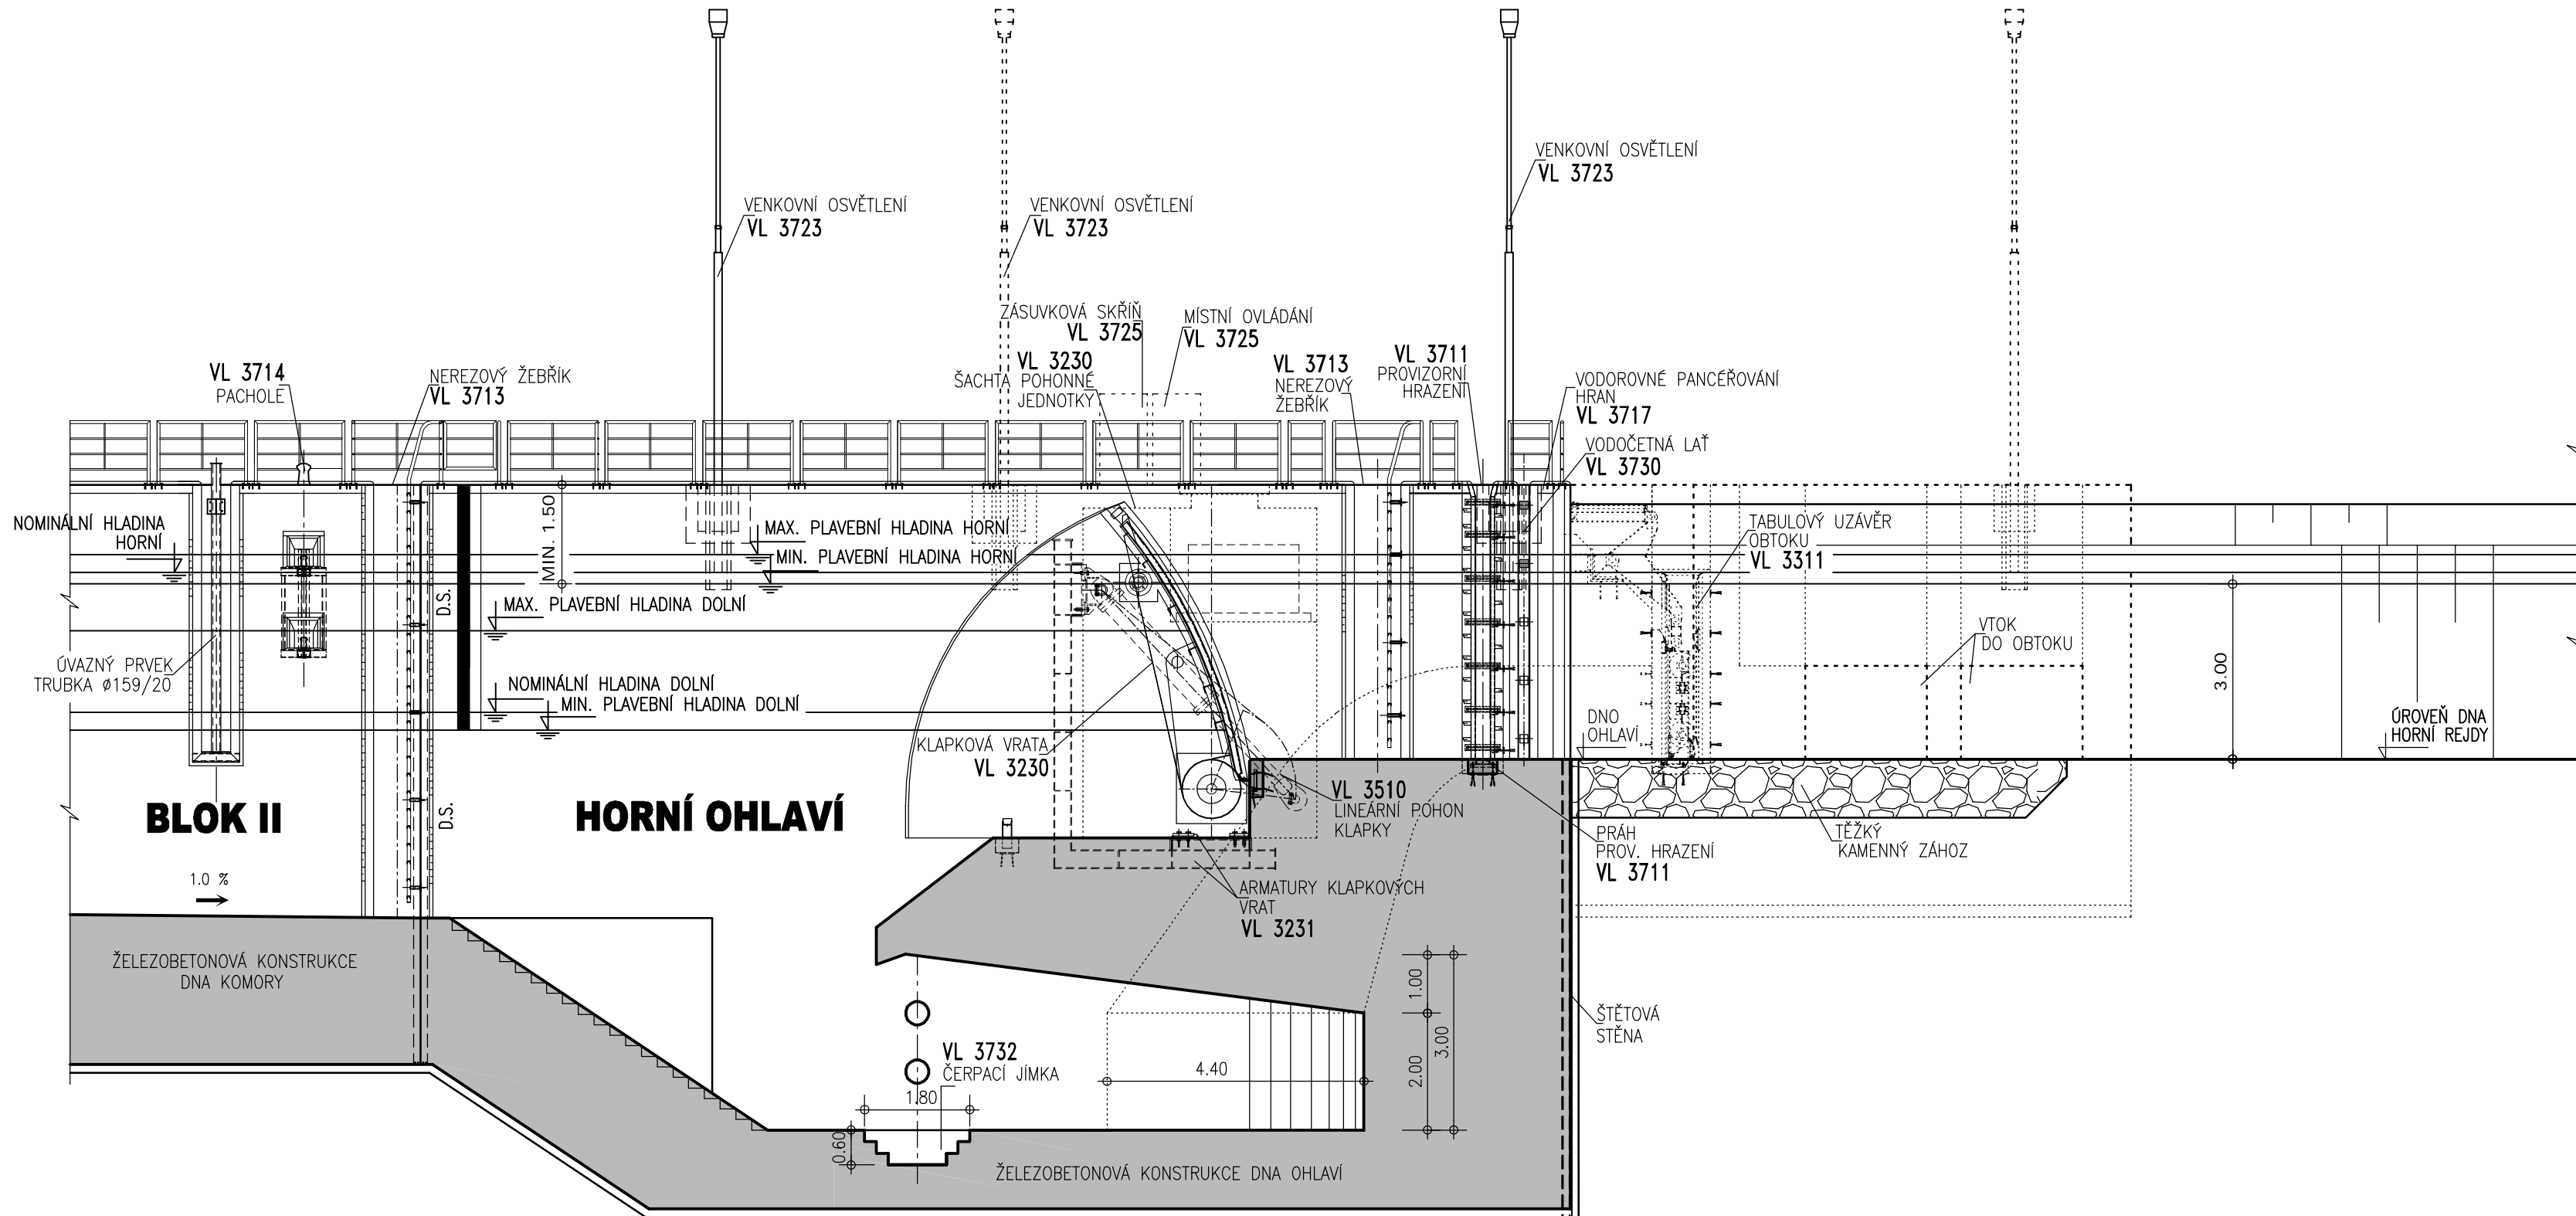 VENKOVNÍ OSVĚTLENÍ
VL 3723
VENKOVNÍ OSVĚTLENÍ
VL 3723
VENKOVNÍ OSVĚTLENÍ
VL 3723
ZÁSUVKOVÁ SKŘÍŇ
VL 3725
MÍSTNÍ OVLÁDÁNÍ
VL 3725
VL 3714
PACHOLE
NEREZOVÝ ŽEBŘÍK
VL 3713
VL 3230
ŠACHTA POHONNÉ
JEDNOTKY
VL 3713
NEREZOVÝ
ŽEBŘÍK
VL 3711
PROVIZORNÍ
HRAZENÍ
VODOROVNÉ PANCÉŘOVÁNÍ
HRAN
VL 3717
VODOČETNÁ LAŤ
VL 3730
NOMINÁLNÍ HLADINA
HORNÍ
MIN. 1.50
MAX. PLAVEBNÍ HLADINA HORNÍ
MIN. PLAVEBNÍ HLADINA HORNÍ
TABULOVÝ UZÁVĚR
OBTOKU
VL 3311
D.S.
MAX. PLAVEBNÍ HLADINA DOLNÍ
VTOK
DO OBTOKU
ÚVAZNÝ PRVEK
TRUBKA ø159/20
NOMINÁLNÍ HLADINA DOLNÍ
MIN. PLAVEBNÍ HLADINA DOLNÍ
3.00
KLAPKOVÁ VRATA
VL 3230
DNO
OHLAVÍ
ÚROVEŇ DNA
HORNÍ REJDY
BLOK II
D.S.
HORNÍ OHLAVÍ
VL 3510
LINEÁRNÍ POHON
KLAPKY
PRÁH
PROV. HRAZENÍ
VL 3711
TĚŽKÝ
KAMENNÝ ZÁHOZ
1.0 %
ARMATURY KLAPKOVÝCH
VRAT
VL 3231
ŽELEZOBETONOVÁ KONSTRUKCE
DNA KOMORY
1.00
3.00
2.00
ŠTĚTOVÁ
STĚNA
VL 3732
ČERPACÍ JÍMKA
4.40
1.80
0.60
ŽELEZOBETONOVÁ KONSTRUKCE DNA OHLAVÍ